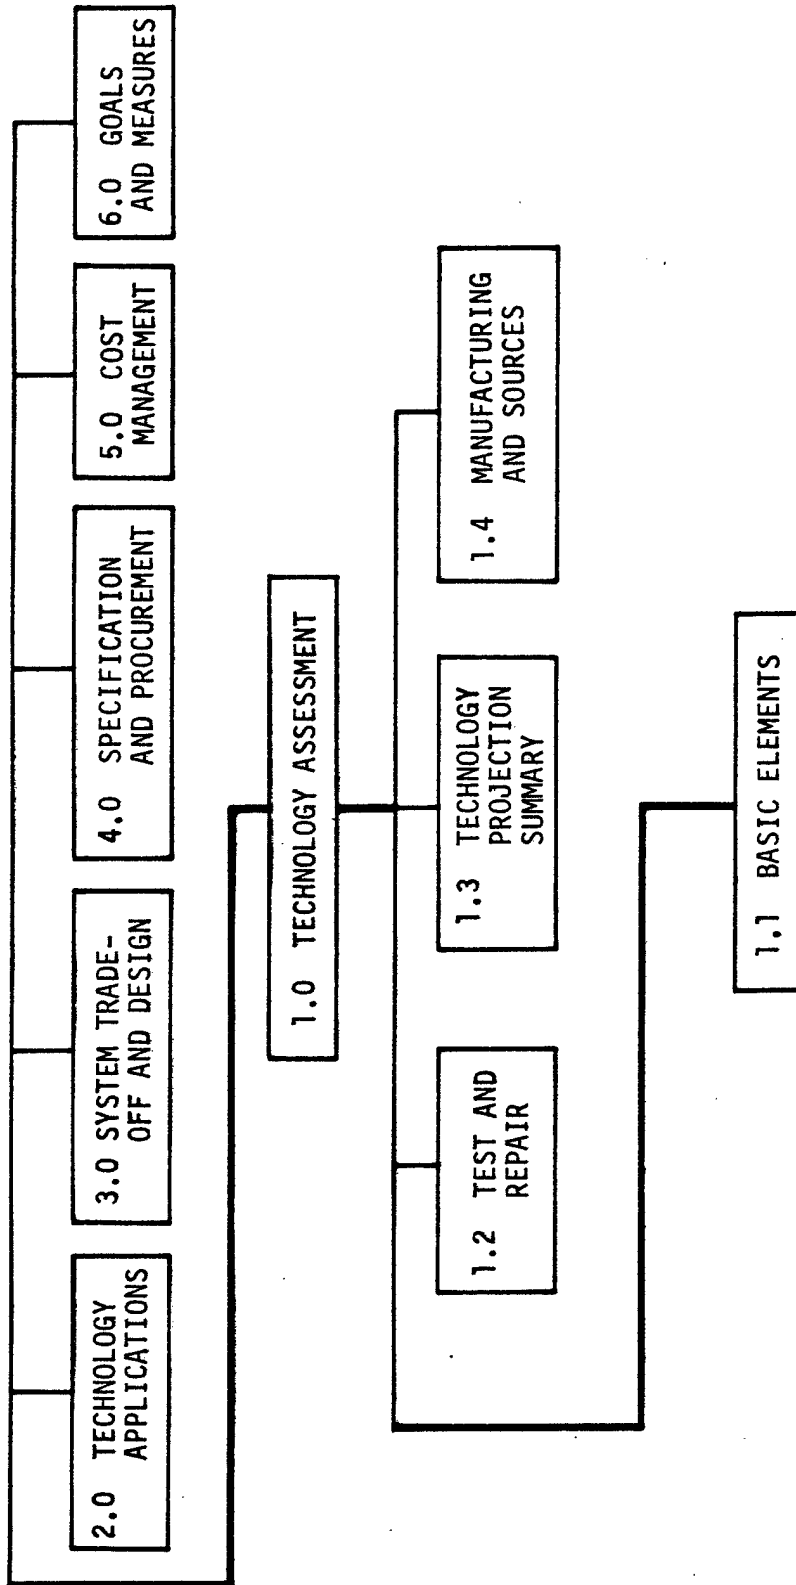 2.0 TECHNOLOGY
APPLICATIONS
3.0 SYSTEM TRADE-
OFF AND DESIGN
4.0 SPECIFICATION
AND PROCUREMENT
5.0 COST
MANAGEMENT
6.0 GOALS
AND MEASURES
1.0 TECHNOLOGY ASSESSMENT
1.2 TEST AND
REPAIR
1.3 TECHNOLOGY
PROJECTION
SUMMARY
1.4 MANUFACTURING
AND SOURCES
1.1 BASIC ELEMENTS